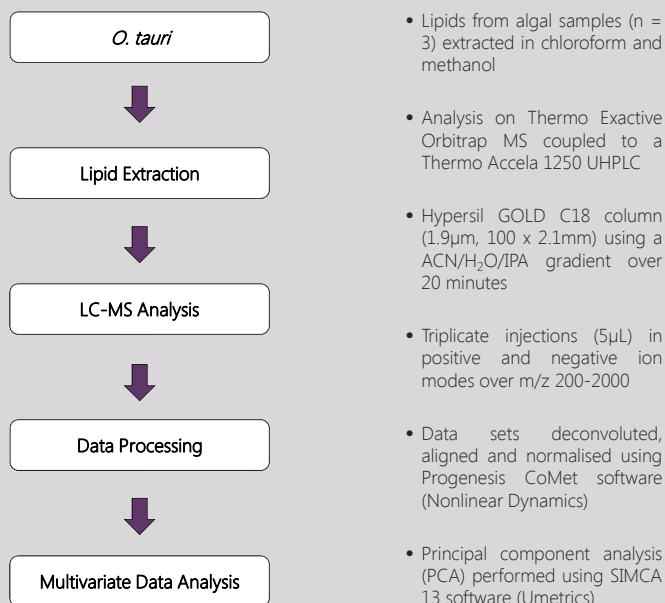 O. tauri
Lipid Extraction
LC-MS Analysis
Data Processing
Multivariate Data Analysis
• Lipids from algal samples (n =
3) extracted in chloroform and
methanol
• Analysis on Thermo Exactive
Orbitrap MS coupled to a
Thermo Accela 1250 UHPLC
• Hypersil GOLD C18 column
(1.9µm, 100 x 2.1mm) using a
ACN/H₂O/IPA gradient over
20 minutes
• Triplicate injections (5µL) in
positive and negative ion
modes over m/z 200-2000
• Data sets deconvoluted,
aligned and normalised using
Progenesis CoMet software
(Nonlinear Dynamics)
• Principal component analysis
(PCA) performed using SIMCA
13 software (Umetrics)